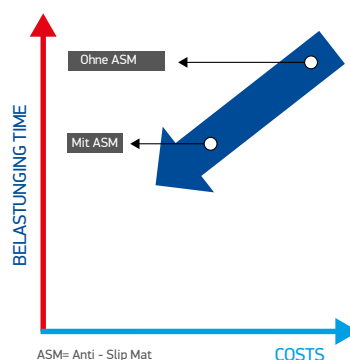 Ohne ASM
Mit ASM
BELASTUNGING TIME
ASM= Anti - Slip Mat
COSTS